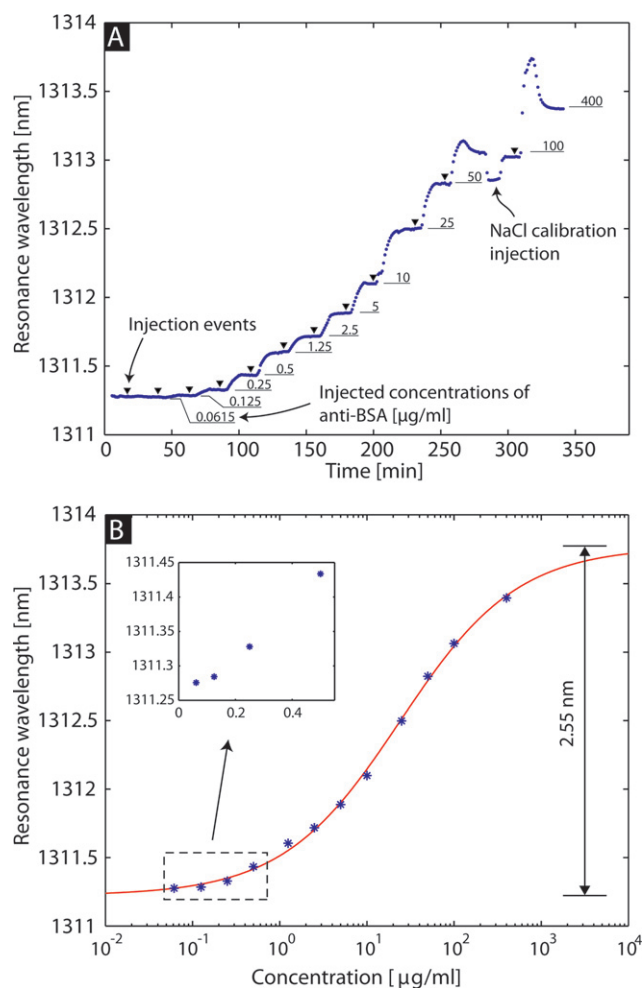 A
1314
1313.5
1313
1312.5
1312
1311.5
1311
Resonance wavelength [nm]
400
100
50
NaCl calibration
injection
25
10
5
2.5
1.25
0.5
0.25
0.125
0.0615
Injection events
Injected concentrations of
anti-BSA [µg/ml]
0 50 100 150 200 250 300 350
Time [min]
B
1314
1313.5
1313
1312.5
1312
1311.5
1311
Resonance wavelength [nm]
1311.45
1311.4
1311.35
1311.3
1311.25
0 0.2 0.4
2.55 nm
10-2 10-1 100 101 102 103 104
Concentration [ µg/ml]